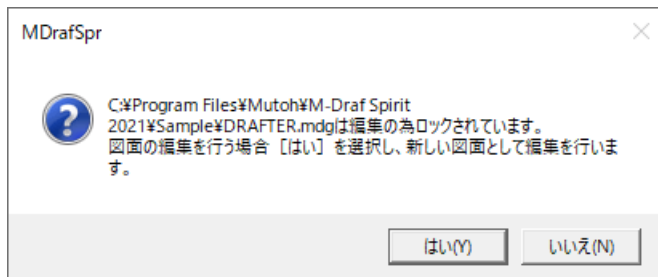 MDrafSpr
C:¥Program Files¥Mutoh¥M-Draf Spirit
2021¥Sample¥DRAFTER.mdgは編集の為ロックされています。
図面の編集を行う場合［はい］を選択し、新しい図面として編集を行いま
す。
はい(Y)
いいえ(N)